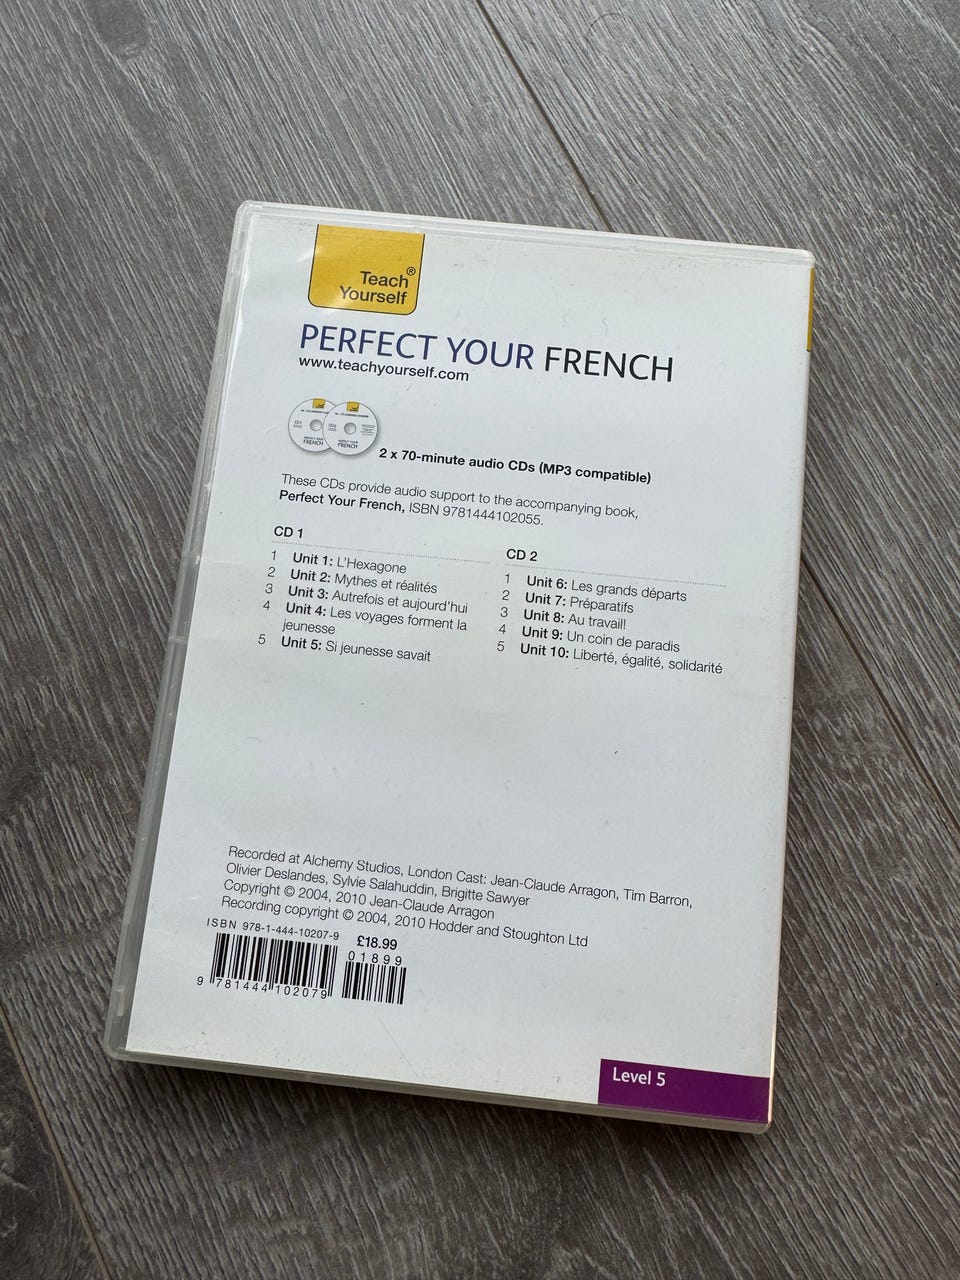 Teach®
Yourself
PERFECT YOUR FRENCH
www.teachyourself.com
FRENCH
FRENCH
2 x 70-minute audio CDs (MP3 compatible)
These CDs provide audio support to the accompanying book,
Perfect Your French, ISBN 9781444102055.
CD 1
1 Unit 1: L'Hexagone
2 Unit 2: Mythes et réalités
3 Unit 3: Autrefois et aujourd'hui
4 Unit 4: Les voyages forment la
jeunesse
5 Unit 5: Si jeunesse savait
CD 2
1 Unit 6: Les grands départs
2 Unit 7: Préparatifs
3 Unit 8: Au travail!
4 Unit 9: Un coin de paradis
5 Unit 10: Liberté, égalité, solidarité
Recorded at Alchemy Studios, London Cast: Jean-Claude Arragon, Tim Barron,
Olivier Deslandes, Sylvie Salahuddin, Brigitte Sawyer
Copyright © 2004, 2010 Jean-Claude Arragon
Recording copyright © 2004, 2010 Hodder and Stoughton Ltd
ISBN 978-1-444-10207-9
£18.99
01899
9 781444 102079
Level 5